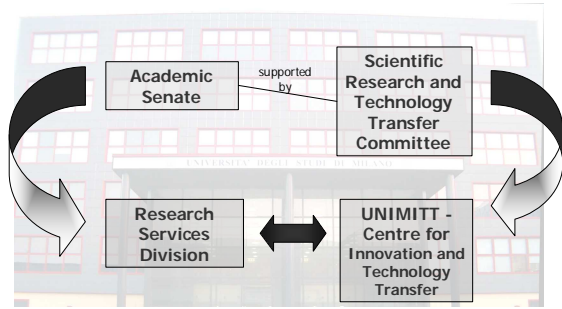 Academic
Senate
supported
by
Scientific
Research and
Technology
Transfer
Committee
UNIVERSITA DEGLI STUDI DI MILANO
Research
Services
Division
UNIMITT -
Centre for
Innovation and
Technology
Transfer